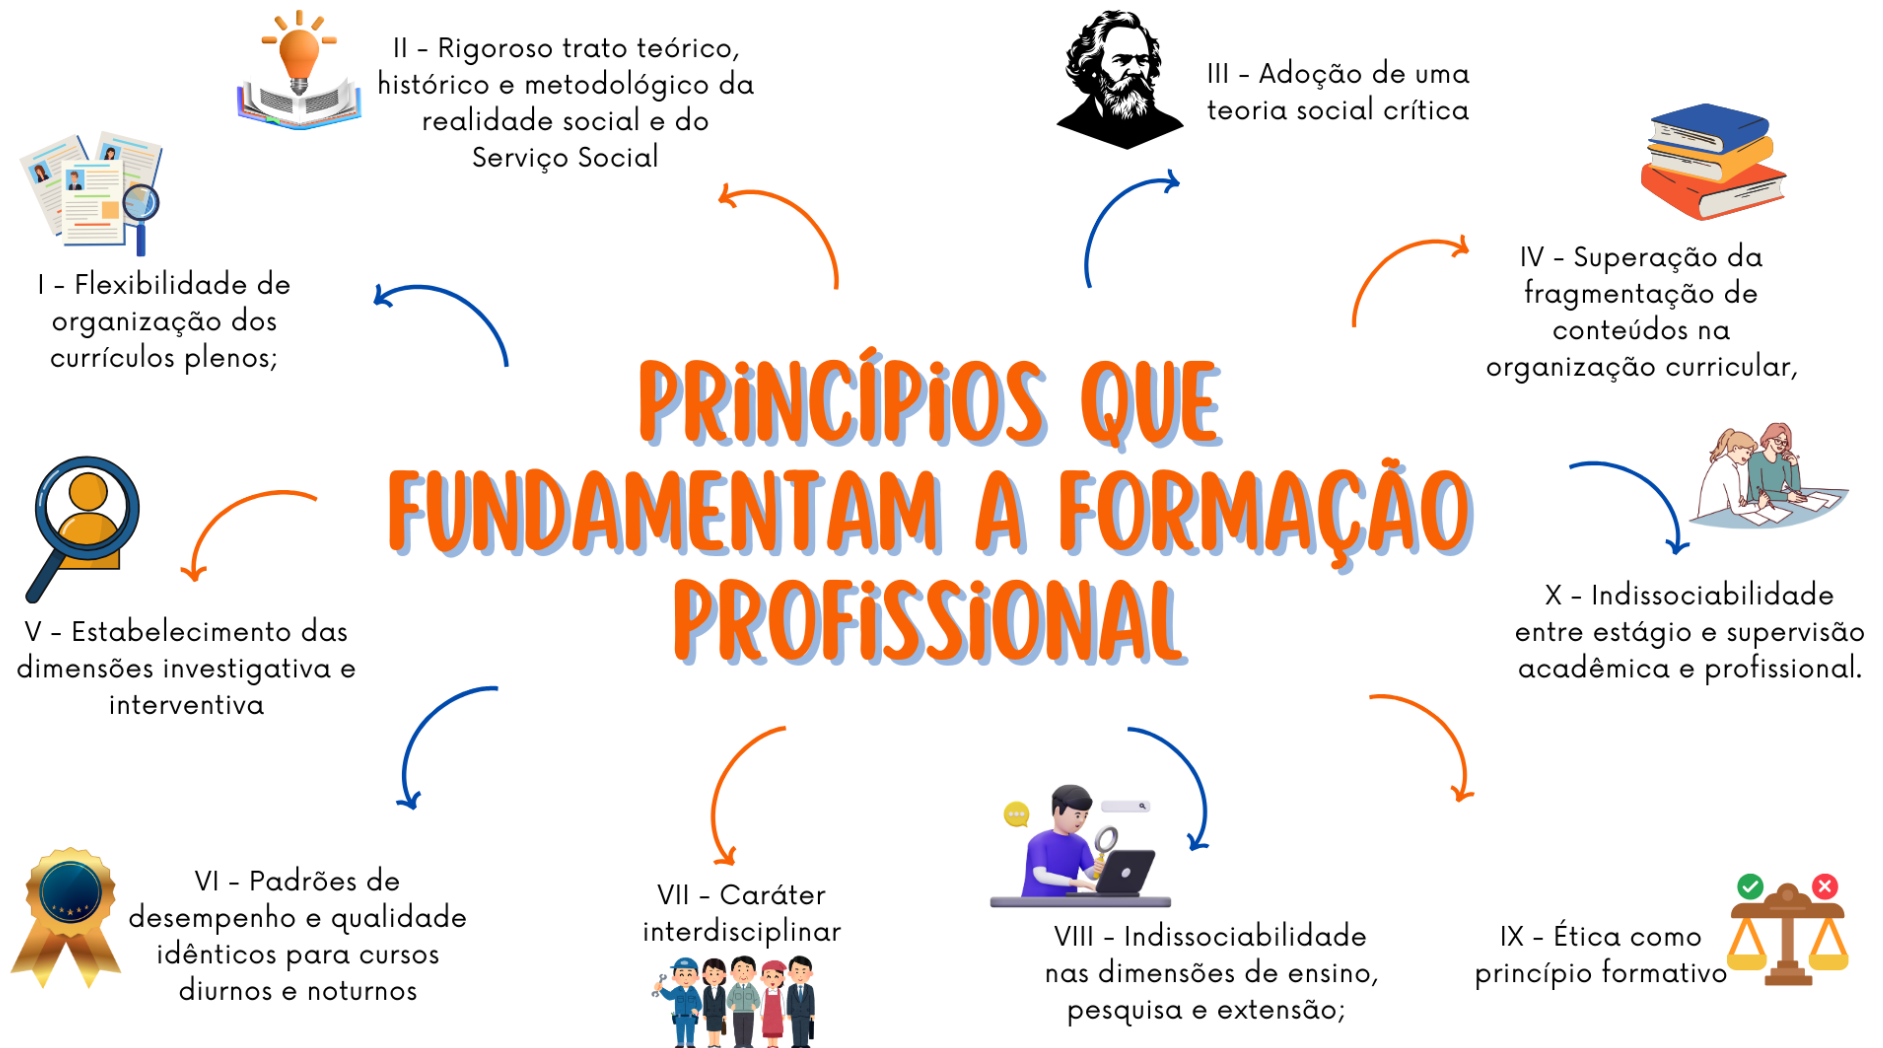 PRINCÍPIOS QUE
FUNDAMENTAM A FORMAÇÃO
PROFISSIONAL
I - Flexibilidade de
organização dos
currículos plenos;
II - Rigoroso trato teórico,
histórico e metodológico da
realidade social e do
Serviço Social
III - Adoção de uma
teoria social crítica
IV - Superação da
fragmentação de
conteúdos na
organização curricular,
V - Estabelecimento das
dimensões investigativa e
interventiva
VI - Padrões de
desempenho e qualidade
idênticos para cursos
diurnos e noturnos
VII - Caráter
interdisciplinar
VIII - Indissociabilidade
nas dimensões de ensino,
pesquisa e extensão;
IX - Ética como
princípio formativo
X - Indissociabilidade
entre estágio e supervisão
acadêmica e profissional.